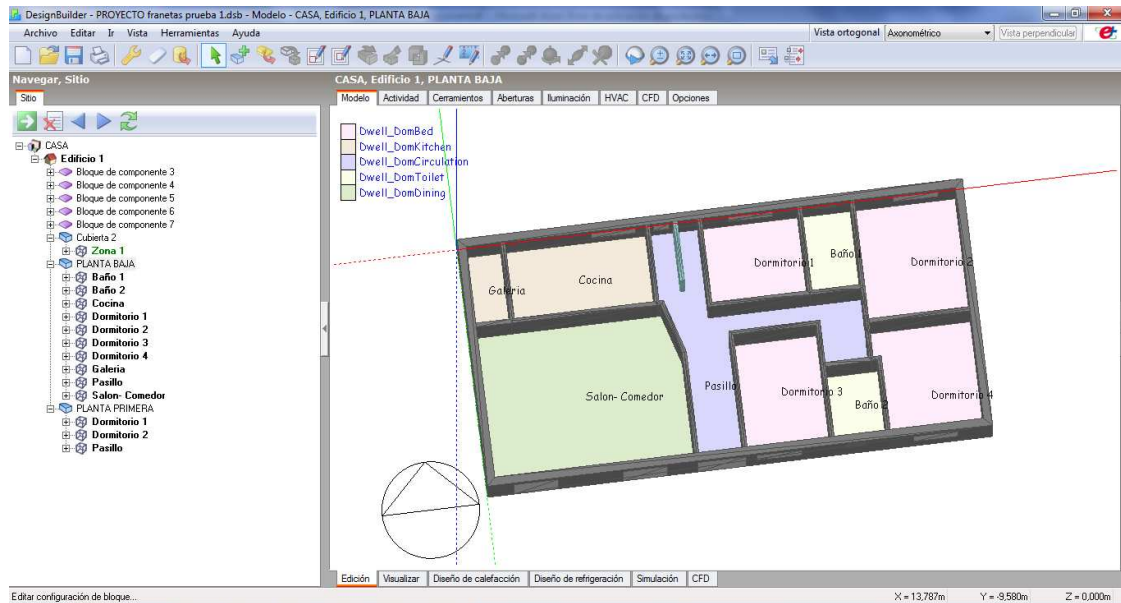 DesignBuilder - PROYECTO franetas prueba 1.dsb - Modelo - CASA, Edificio 1, PLANTA BAJA
Archivo Editar Ir Vista Herramientas Ayuda
Vista ortogonal Axonométrico Vista perpendicular
Navegar, Sitio
CASA, Edificio 1, PLANTA BAJA
Sitio
Modelo Actividad Cerramientos Aberturas Iluminación HVAC CFD Opciones
CASA
Edificio 1
Bloque de componente 3
Bloque de componente 4
Bloque de componente 5
Bloque de componente 6
Bloque de componente 7
Cubierta 2
Zona 1
PLANTA BAJA
Baño 1
Baño 2
Cocina
Dormitorio 1
Dormitorio 2
Dormitorio 3
Dormitorio 4
Galeria
Pasillo
Salon- Comedor
PLANTA PRIMERA
Dormitorio 1
Dormitorio 2
Pasillo
Dwell_DomBed
Dwell_DomKitchen
Dwell_DomCirculation
Dwell_DomToilet
Dwell_DomDining
Galeria
Cocina
Dormitorio 1
Baño 1
Dormitorio 2
Salon- Comedor
Pasillo
Dormitorio 3
Baño 2
Dormitorio 4
Edición Visualizar Diseño de calefacción Diseño de refrigeración Simulación CFD
Editar configuración de bloque...
X = 13,787m Y = -9,580m Z = 0,000m